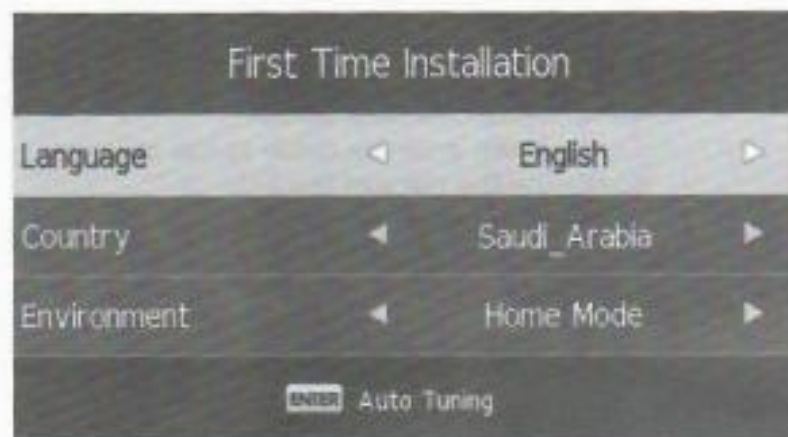 First Time Installation
Language English
Country Saudi_Arabia
Environment Home Mode
ENTER Auto Tuning